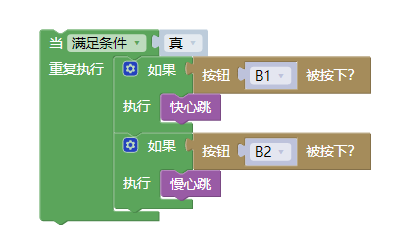 当 满足条件 真
重复执行 如果 按钮 B1 被按下?
执行 快心跳
如果 按钮 B2 被按下?
执行 慢心跳